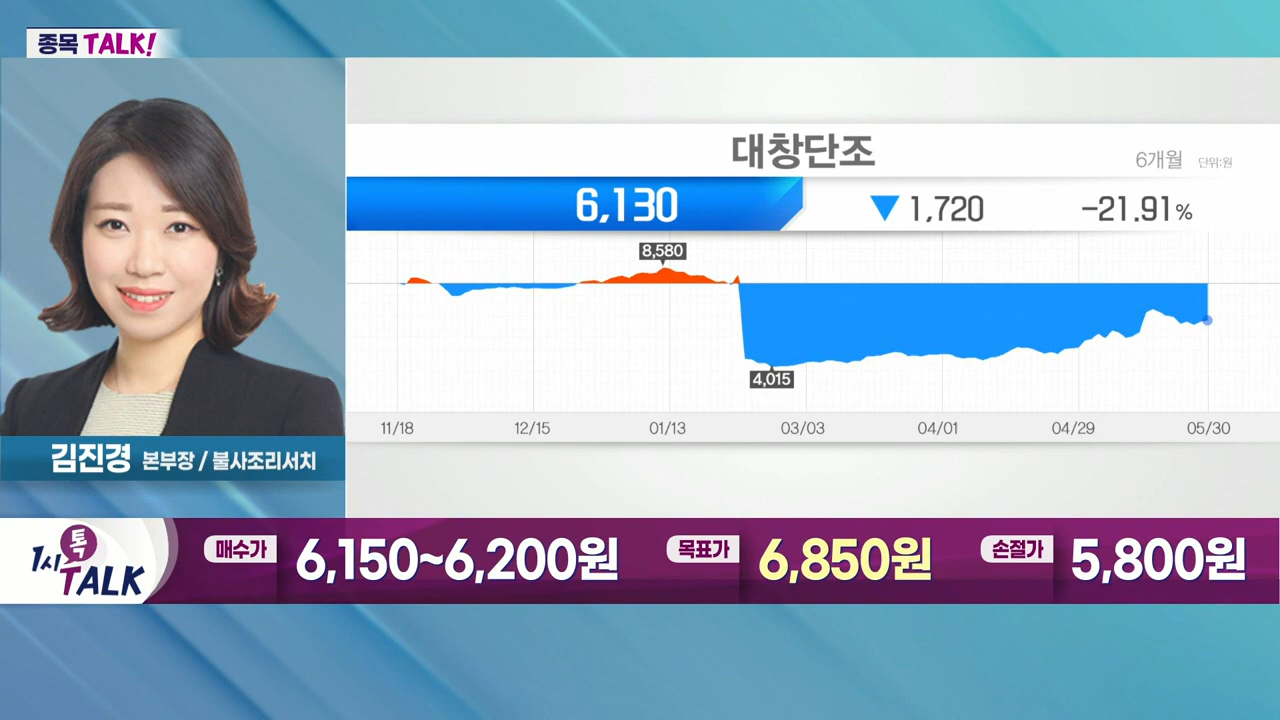 종목 TALK!
대창단조
6개월 단위:원
6,130 ▼ 1,720 -21.91%
8,580
4,015
11/18 12/15 01/13 03/03 04/01 04/29 05/30
김진경 본부장 / 불사조리서치
1시 톡 TALK
매수가 6,150~6,200원 목표가 6,850원 손절가 5,800원